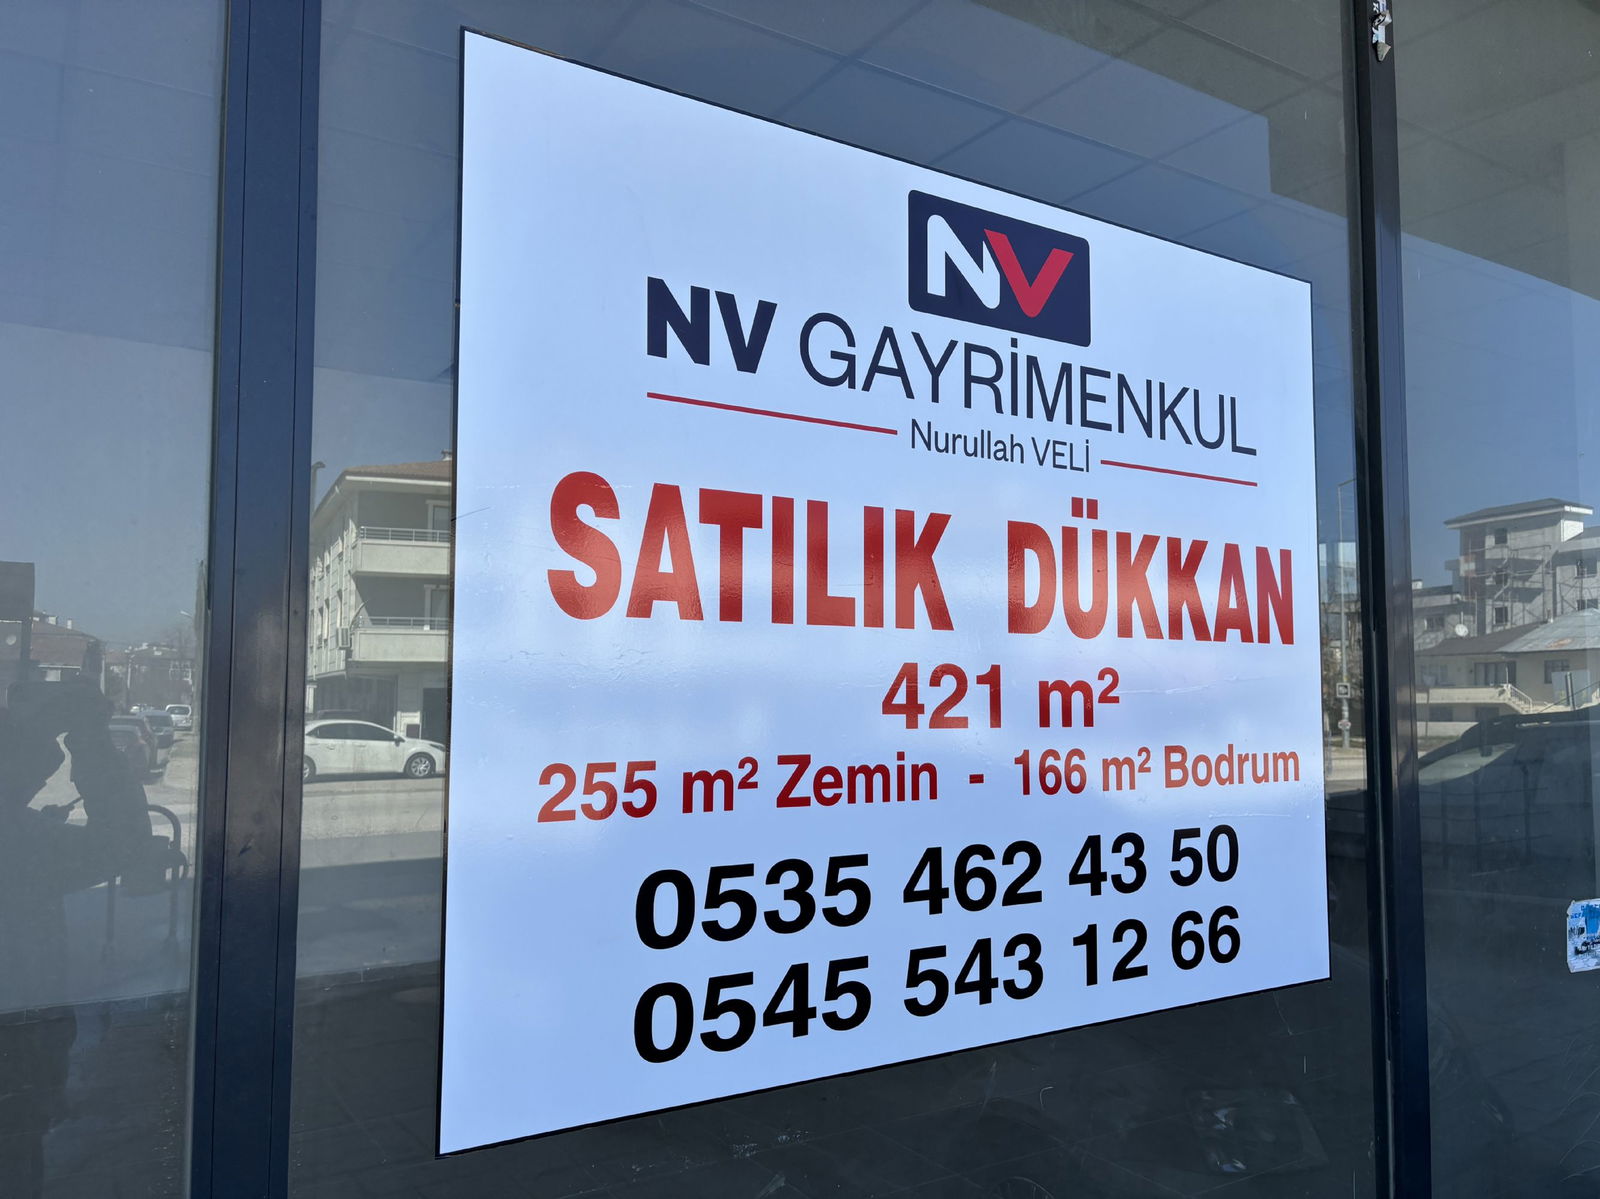 NV
NV GAYRİMENKUL
Nurullah VELİ
SATILIK DÜKKAN
421 m²
255 m² Zemin - 166 m² Bodrum
0535 462 43 50
0545 543 12 66